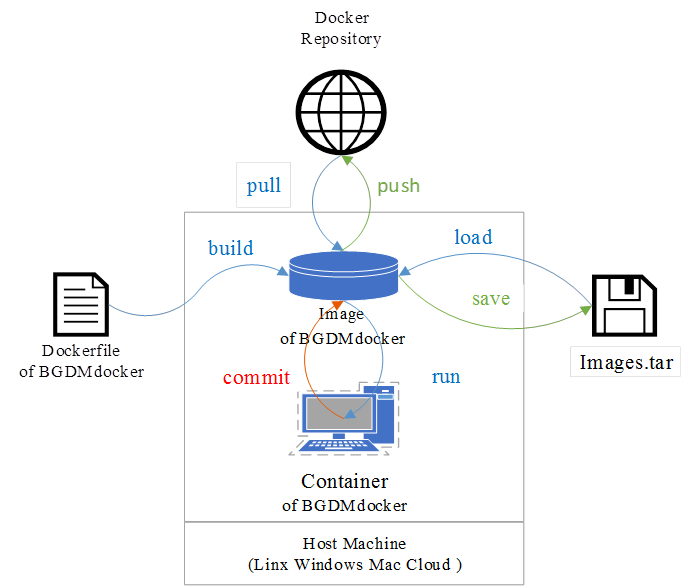 Docker
Repository
pull
push
build
load
save
Image
of BGDMdocker
Dockerfile
of BGDMdocker
Images.tar
commit
run
Container
of BGDMdocker
Host Machine
(Linx Windows Mac Cloud )